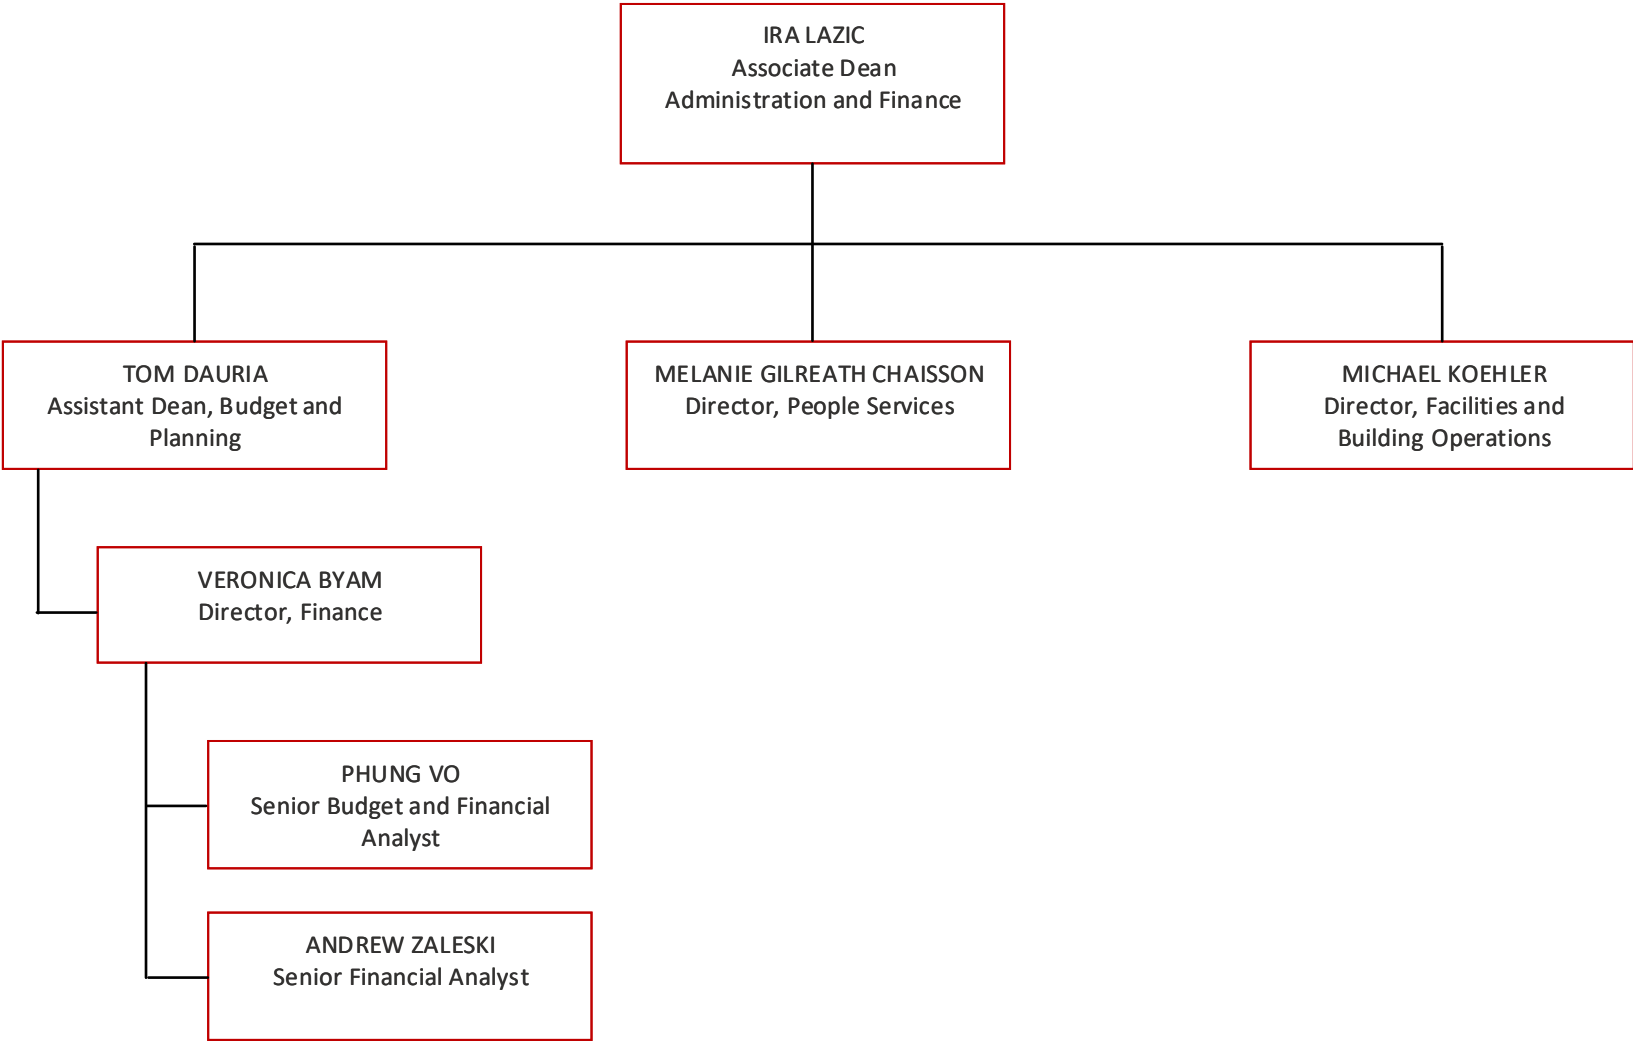 IRA LAZIC
Associate Dean
Administration and Finance
TOM DAURIA
Assistant Dean, Budget and
Planning
MELANIE GILREATH CHAISSON
Director, People Services
MICHAEL KOEHLER
Director, Facilities and
Building Operations
VERONICA BYAM
Director, Finance
PHUNG VO
Senior Budget and Financial
Analyst
ANDREW ZALESKI
Senior Financial Analyst